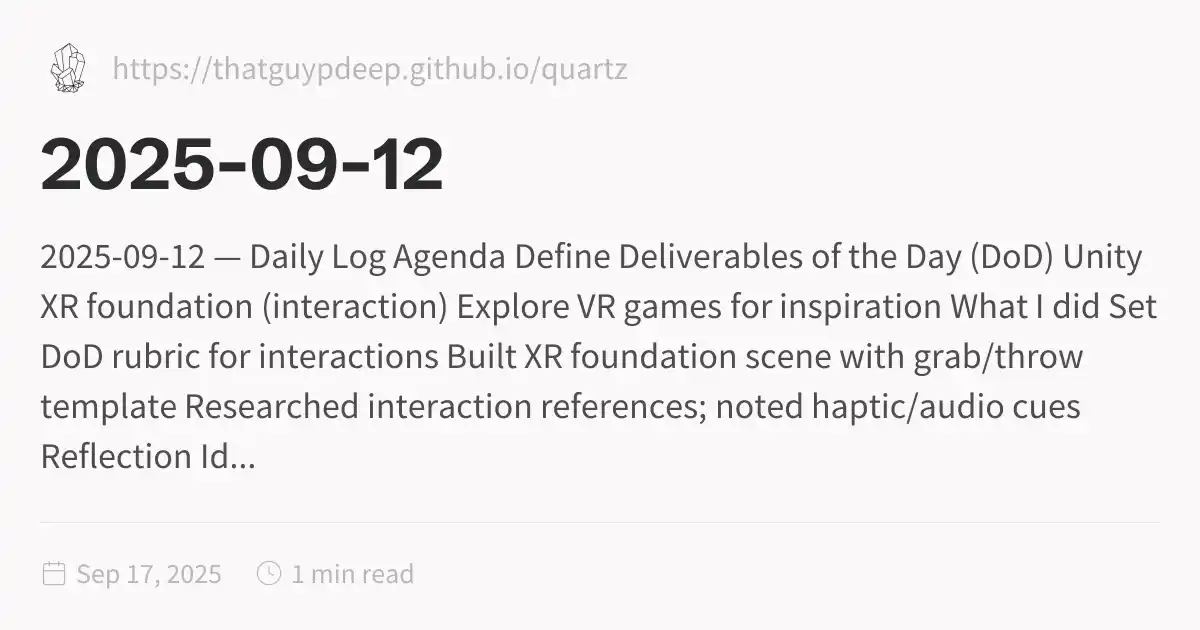 https://thatguypdeep.github.io/quartz
2025-09-12
2025-09-12 — Daily Log Agenda Define Deliverables of the Day (DoD) Unity
XR foundation (interaction) Explore VR games for inspiration What I did Set
DoD rubric for interactions Built XR foundation scene with grab/throw
template Researched interaction references; noted haptic/audio cues
Reflection Id...
Sep 17, 2025 1 min read